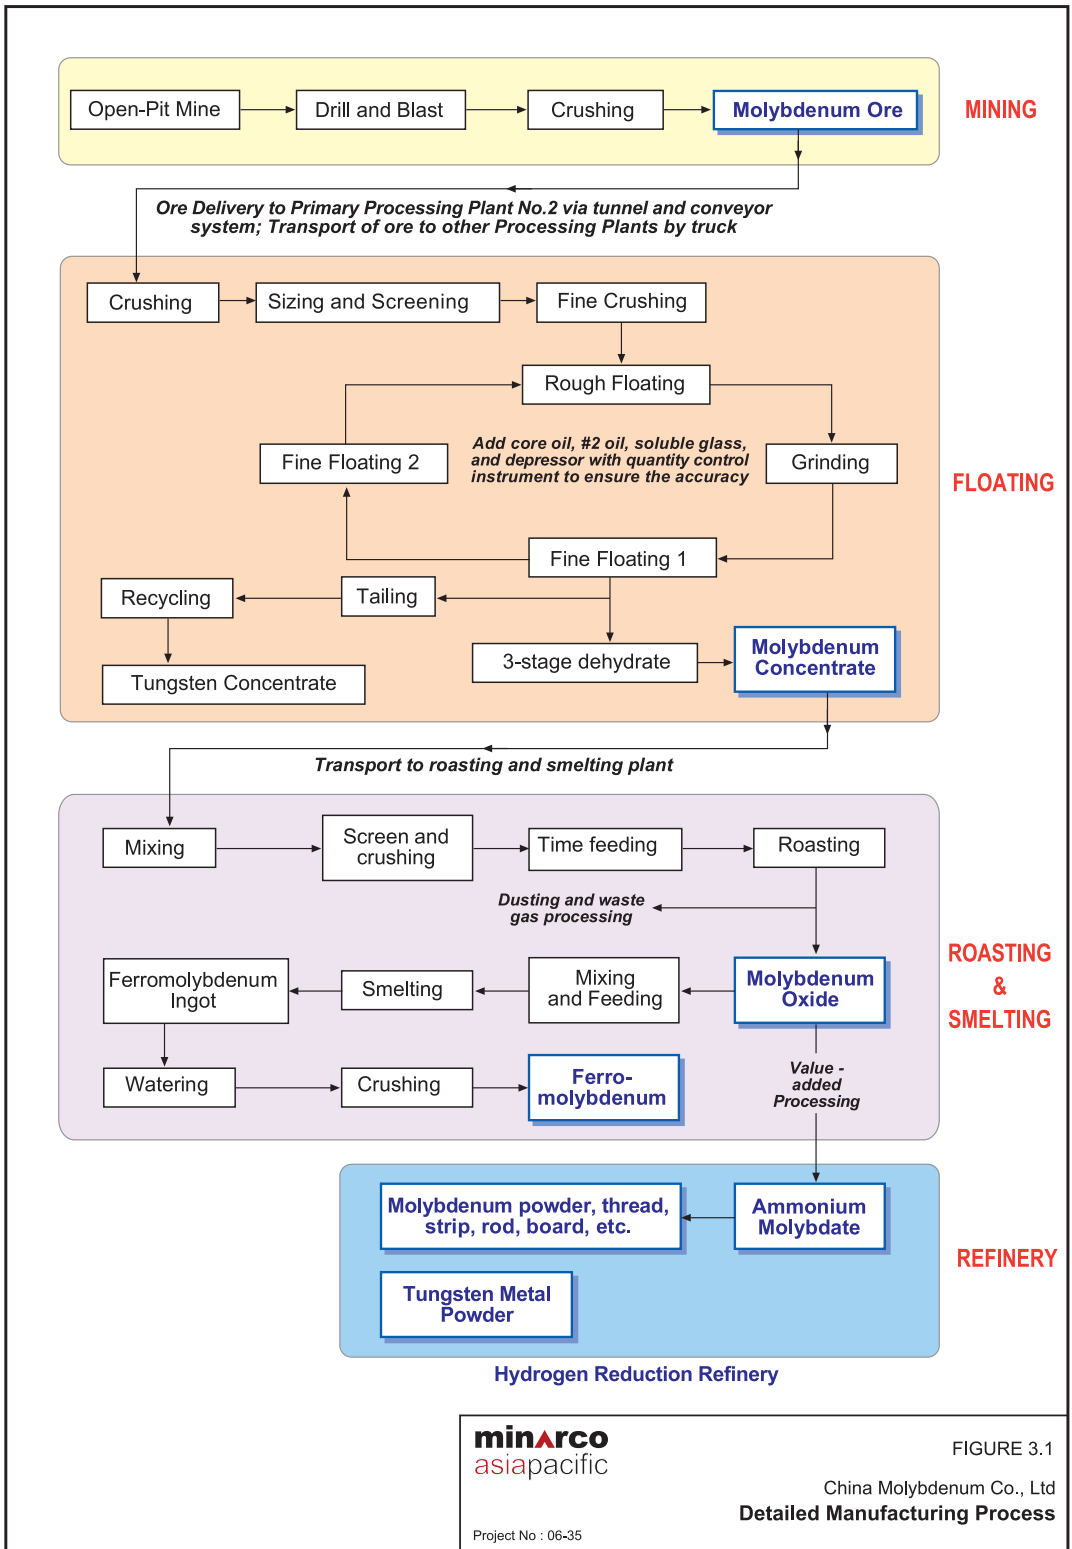 Open-Pit Mine
Drill and Blast
Crushing
Molybdenum Ore
MINING
Ore Delivery to Primary Processing Plant No.2 via tunnel and conveyor
system; Transport of ore to other Processing Plants by truck
Crushing
Sizing and Screening
Fine Crushing
Rough Floating
Fine Floating 2
Add core oil, #2 oil, soluble glass,
and depressor with quantity control
instrument to ensure the accuracy
Grinding
FLOATING
Fine Floating 1
Recycling
Tailing
3-stage dehydrate
Molybdenum
Concentrate
Tungsten Concentrate
Transport to roasting and smelting plant
Mixing
Screen and
crushing
Time feeding
Roasting
Dusting and waste
gas processing
ROASTING
&
SMELTING
Ferromolybdenum
Ingot
Smelting
Mixing
and Feeding
Molybdenum
Oxide
Watering
Crushing
Ferro-
molybdenum
Value -
added
Processing
Molybdenum powder, thread,
strip, rod, board, etc.
Ammonium
Molybdate
REFINERY
Tungsten Metal
Powder
Hydrogen Reduction Refinery
minarco
asiapacific
FIGURE 3.1
China Molybdenum Co., Ltd
Detailed Manufacturing Process
Project No : 06-35